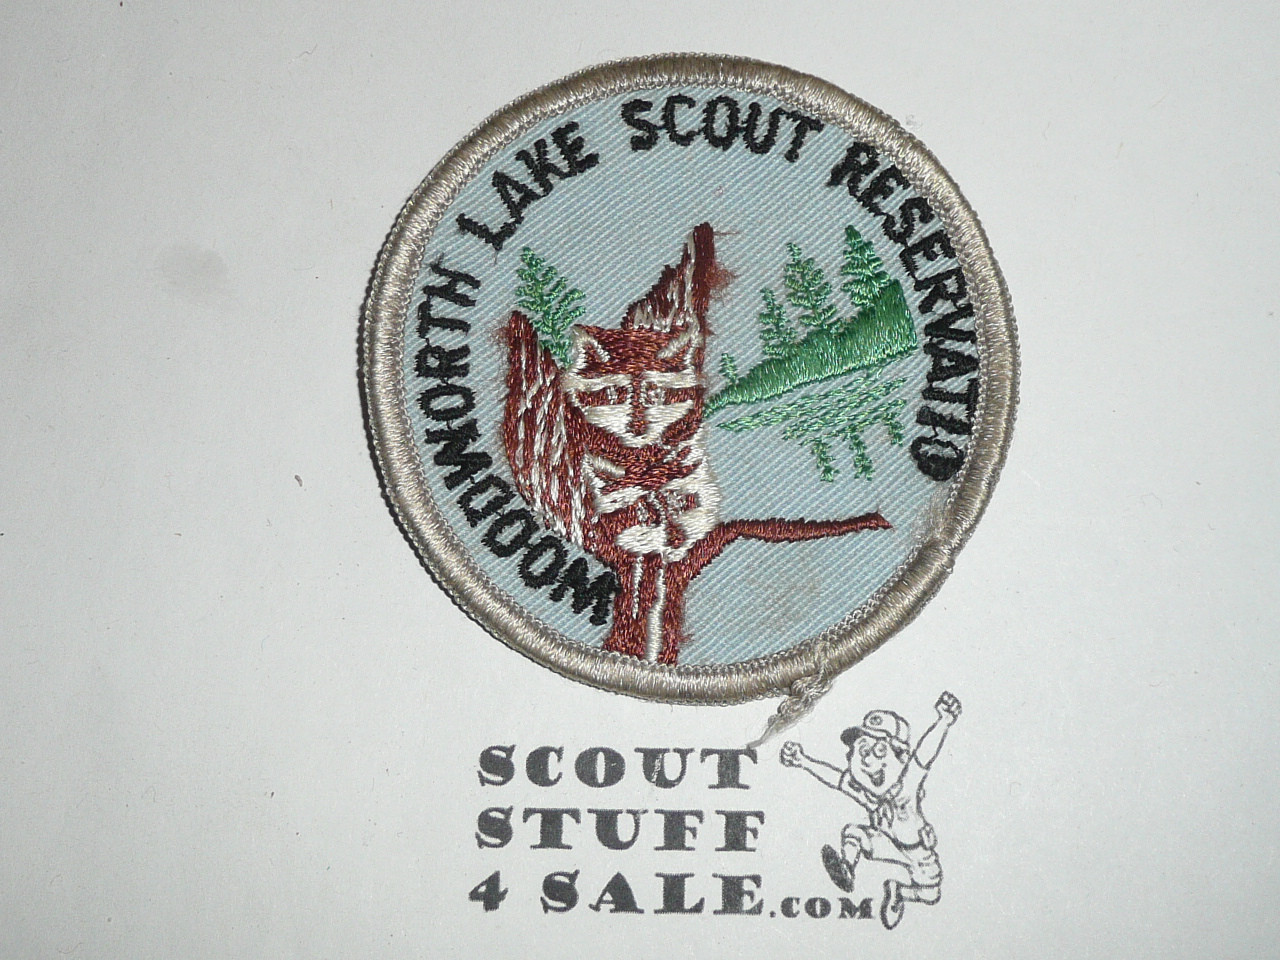 WOODWORTH LAKE SCOUT RESERVATIO
SCOUT
STUFF
4 SALE.COM